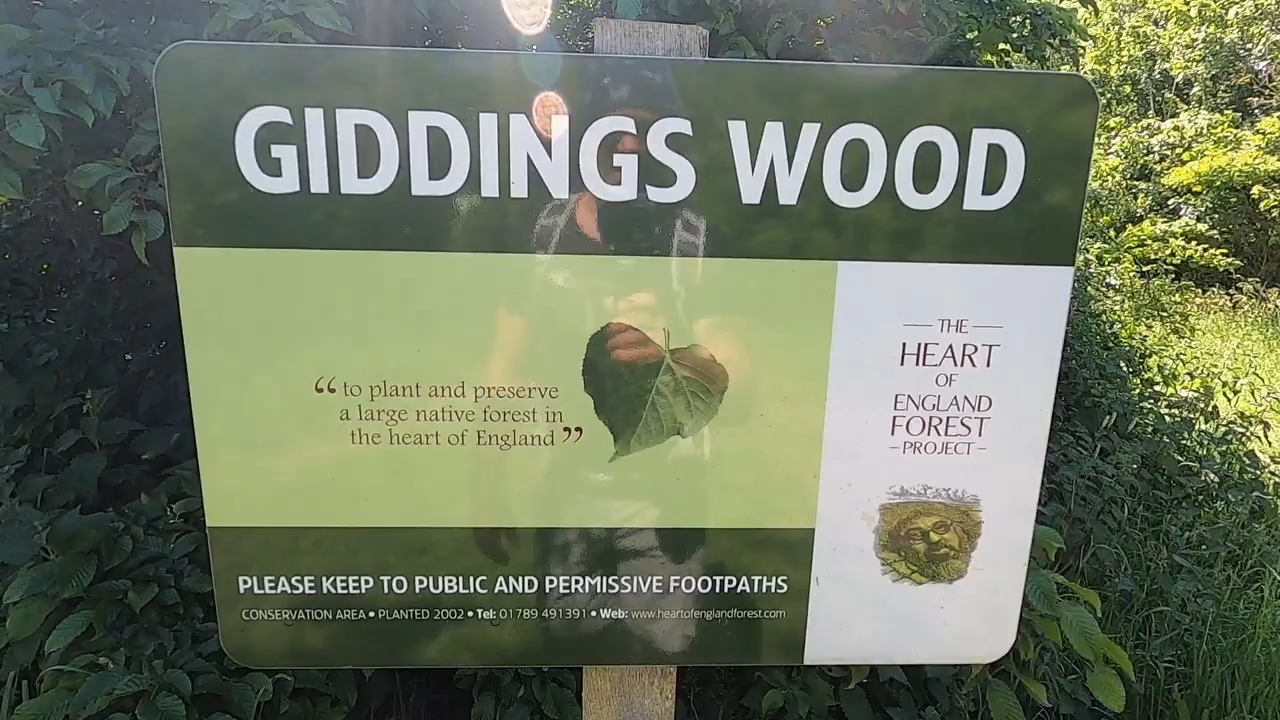 GIDDINGS WOOD
“to plant and preserve
a large native forest in
the heart of England”
THE
HEART
OF
ENGLAND
FOREST
- PROJECT -
PLEASE KEEP TO PUBLIC AND PERMISSIVE FOOTPATHS
CONSERVATION AREA • PLANTED 2002 • Tel: 01789 491391 • Web: www.heartofenglandforest.com